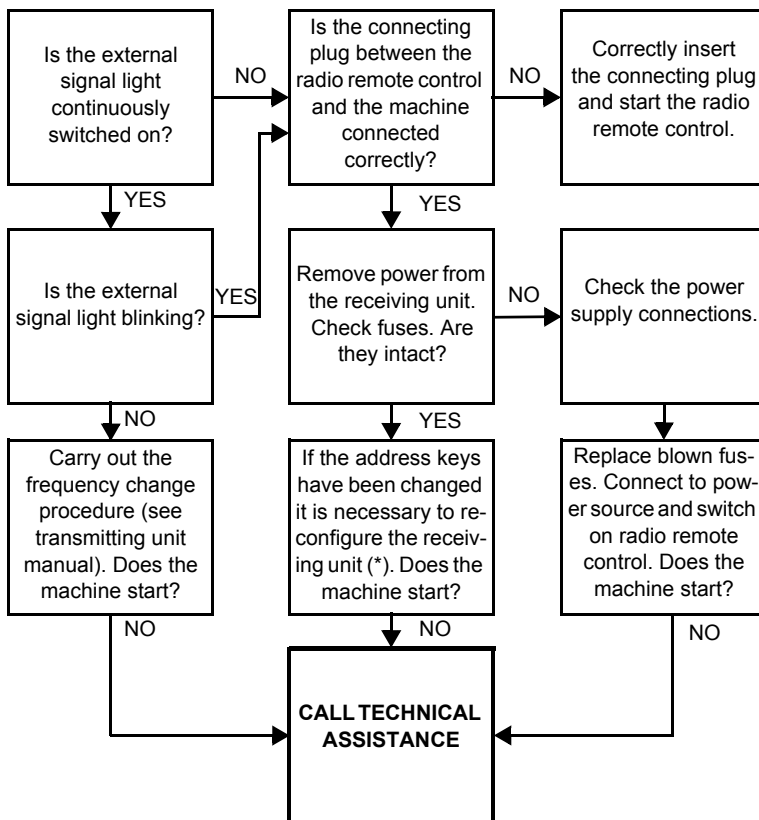 Is the external
signal light
continuously
switched on?
NO
Is the connecting
plug between the
radio remote control
and the machine
connected
correctly?
NO
Correctly insert
the connecting plug
and start the radio
remote control.
YES
YES
Is the external
signal light blinking?
YES
Remove power from
the receiving unit.
Check fuses. Are
they intact?
NO
Check the power
supply connections.
NO
YES
Carry out the
frequency change
procedure (see
transmitting unit
manual). Does the
machine start?
If the address keys
have been changed
it is necessary to re-
configure the receiv-
ing unit (*). Does the
machine start?
Replace blown fus-
es. Connect to pow-
er source and switch
on radio remote
control. Does the
machine start?
NO
NO
NO
CALL TECHNICAL
ASSISTANCE